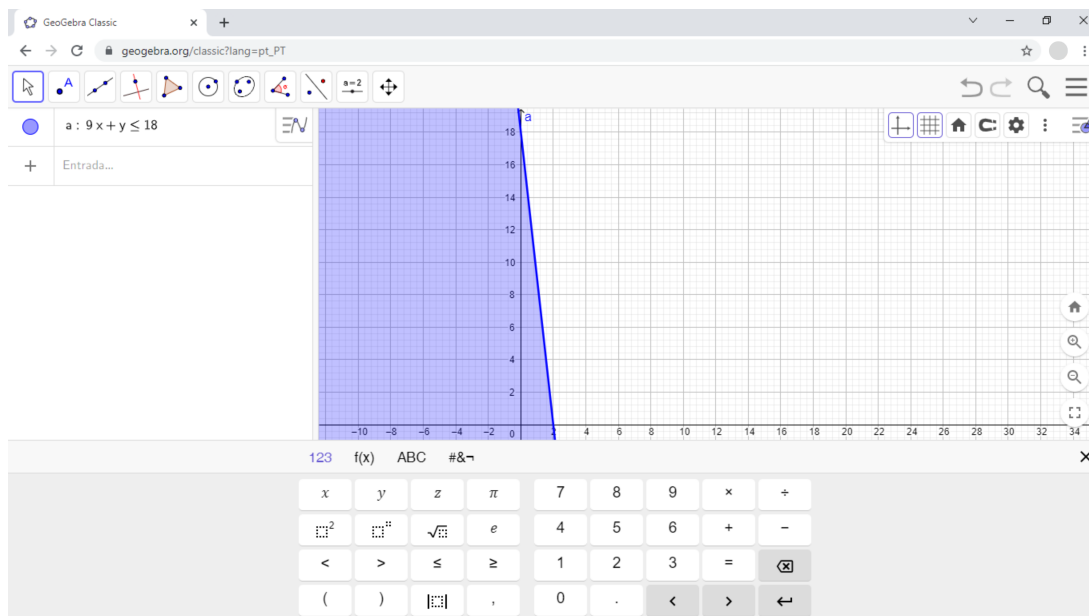 GeoGebra Classic
geogebra.org/classic?lang=pt_PT
A
a=2
a : 9 x + y ≤ 18
Entrada...
a
18
16
14
12
10
8
6
4
2
−10 −8 −6 −4 −2 0 2 4 6 8 10 12 14 16 18 20 22 24 26 28 30 32 34
123 f(x) ABC #&¬
x y z π 7 8 9 × ÷
□² □□ √□ e 4 5 6 + −
< > ≤ ≥ 1 2 3 =
( ) |□| , 0 . < >